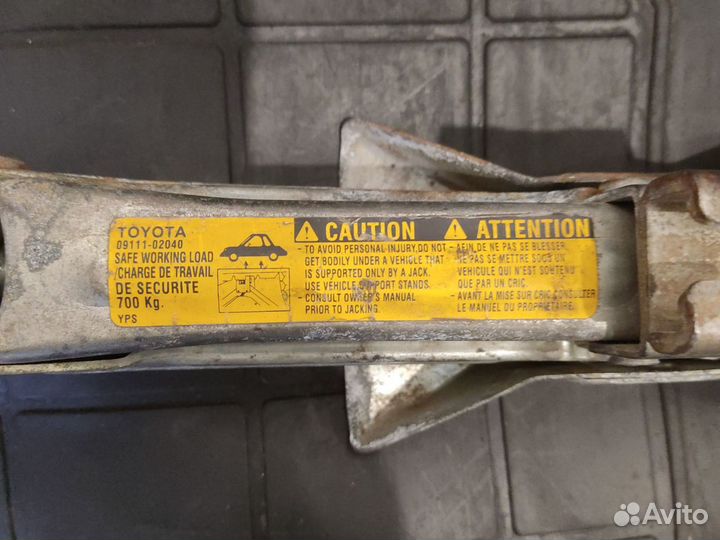 TOYOTA
09111-02040
SAFE WORKING LOAD
/CHARGE DE TRAVAIL
DE SECURITE
700 Kg.
YPS
CAUTION
- TO AVOID PERSONAL INJURY,DO NOT
GET BODILY UNDER A VEHICLE THAT
IS SUPPORTED ONLY BY A JACK.
USE VEHICLE SUPPORT STANDS.
- CONSULT OWNER'S MANUAL
PRIOR TO JACKING.
ATTENTION
- AFIN,DE NE PAS SE BLESSER,
NE PAS SE METTRE SOUS UN
VEHICULE QUI N'EST SOUTENU
QUE PAR UN CRIC.
- AVANT LA MISE SUR CRIC CONSULTER
LE MANUEL DU PROPRIETAIRE.
Avito